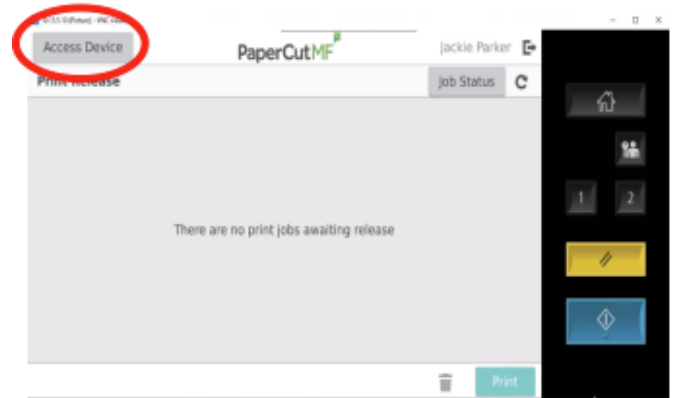 Access Device
PaperCutMF
Jackie Parker
Print Release
Job Status
There are no print jobs awaiting release
1
2
Print